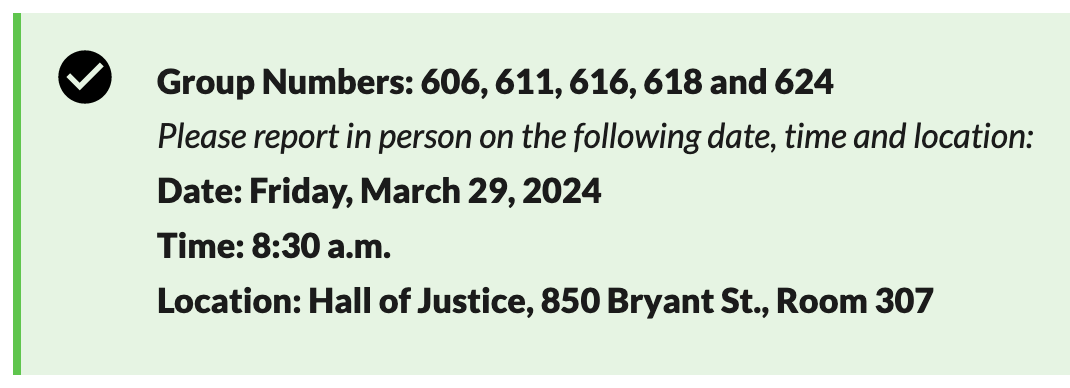 Group Numbers: 606, 611, 616, 618 and 624
Please report in person on the following date, time and location:
Date: Friday, March 29, 2024
Time: 8:30 a.m.
Location: Hall of Justice, 850 Bryant St., Room 307